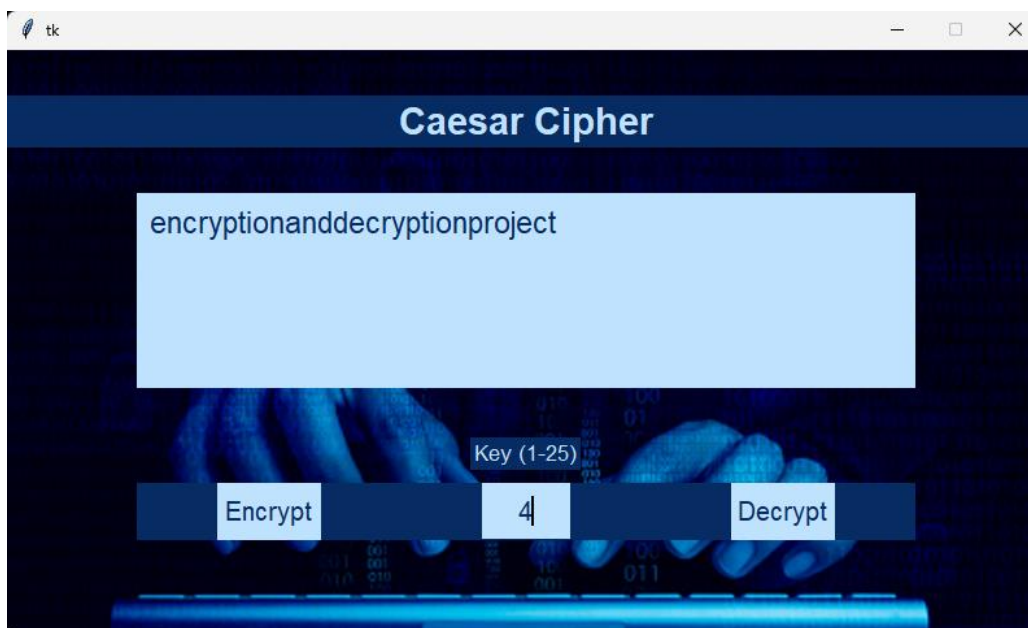 tk
Caesar Cipher
encryptionanddecryptionproject
Key (1-25)
Encrypt 4 Decrypt